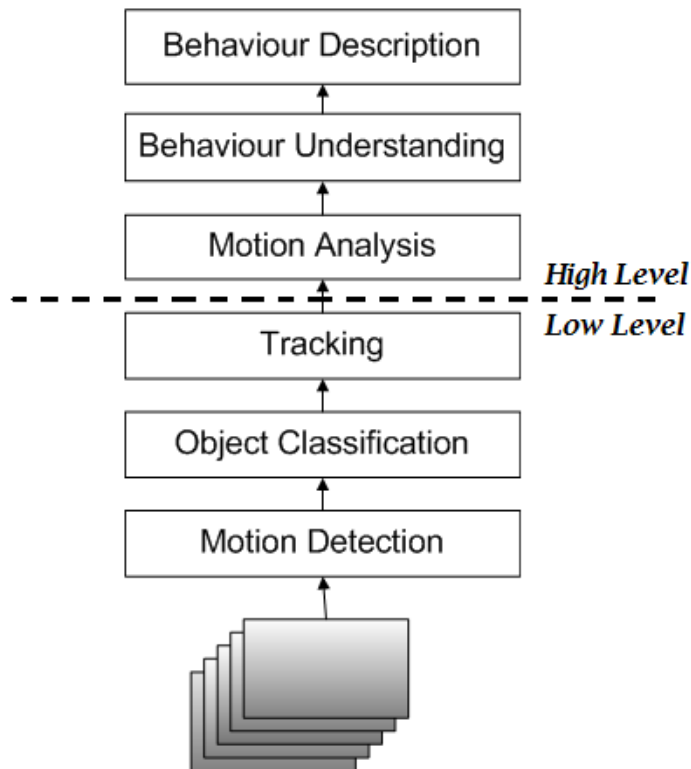 Behaviour Description
Behaviour Understanding
Motion Analysis
High Level
Low Level
Tracking
Object Classification
Motion Detection